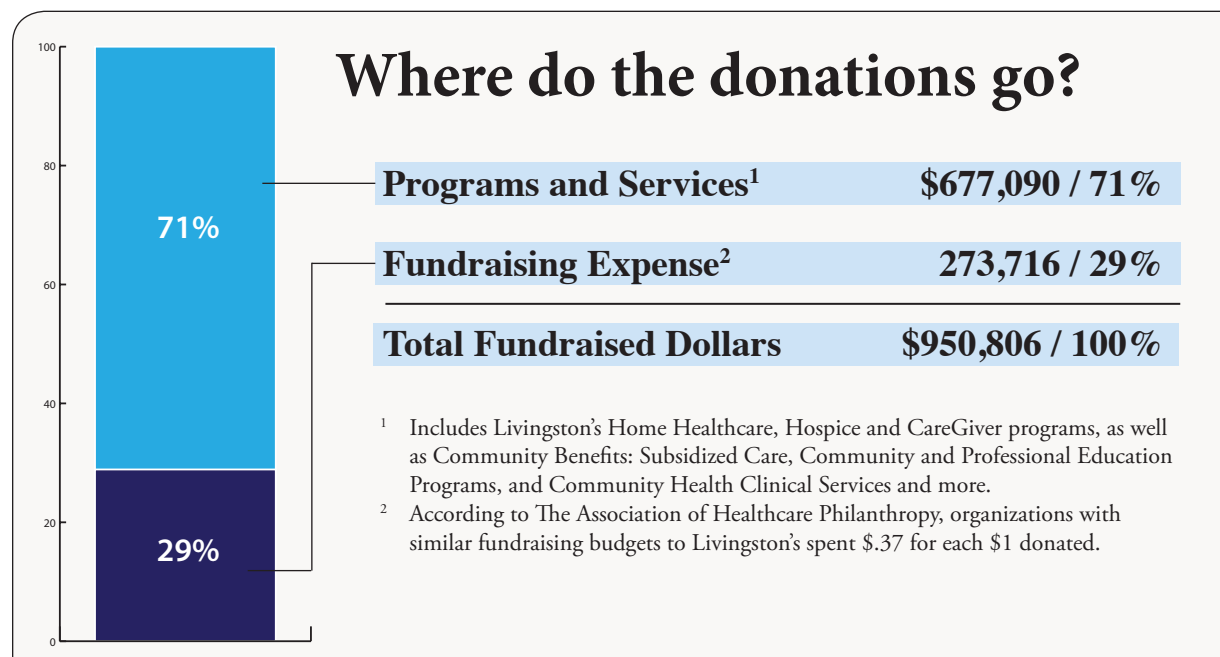 Where do the donations go?
100
80
60
40
20
0
71%
29%
Programs and Services¹ $677,090 / 71%
Fundraising Expense² 273,716 / 29%
Total Fundraised Dollars $950,806 / 100%
¹ Includes Livingston's Home Healthcare, Hospice and CareGiver programs, as well
as Community Benefits: Subsidized Care, Community and Professional Education
Programs, and Community Health Clinical Services and more.
² According to The Association of Healthcare Philanthropy, organizations with
similar fundraising budgets to Livingston's spent $.37 for each $1 donated.